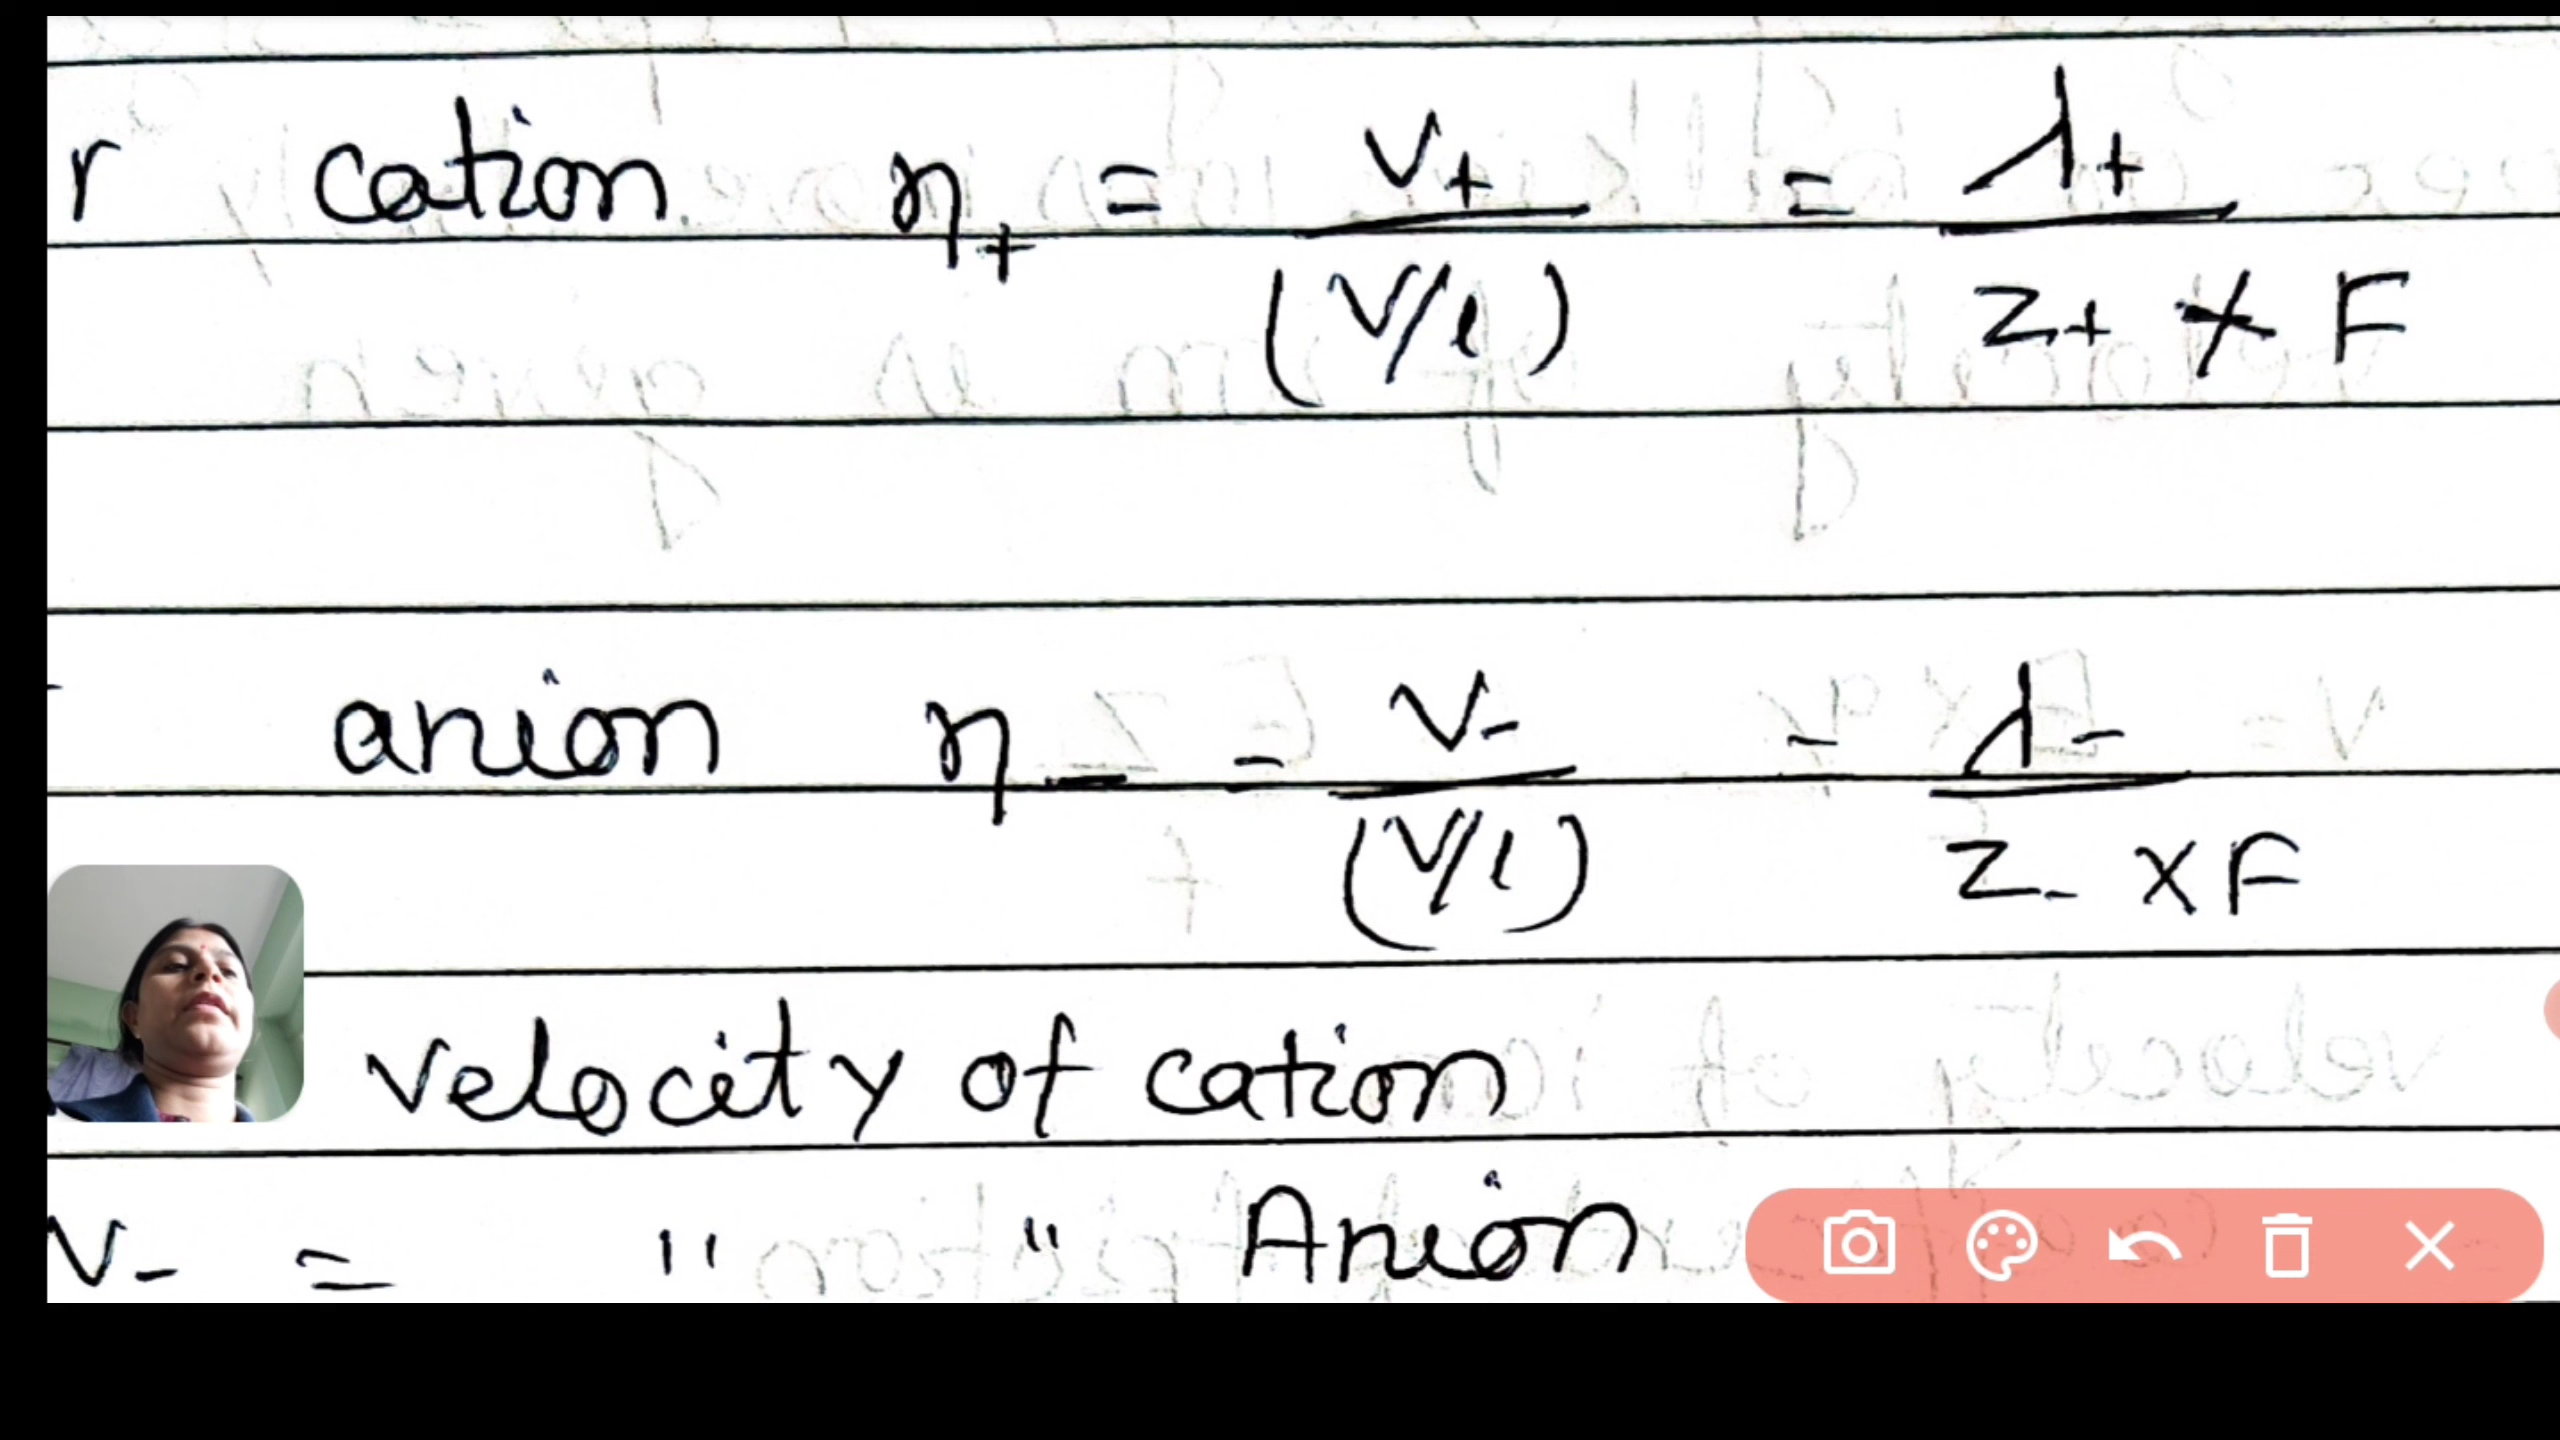 r cation η+ = v+ / (V/l) = λ+ / Z+ × F
anion η- = v- / (V/l) = λ- / Z- × F
velocity of cation
v- = " " Anion